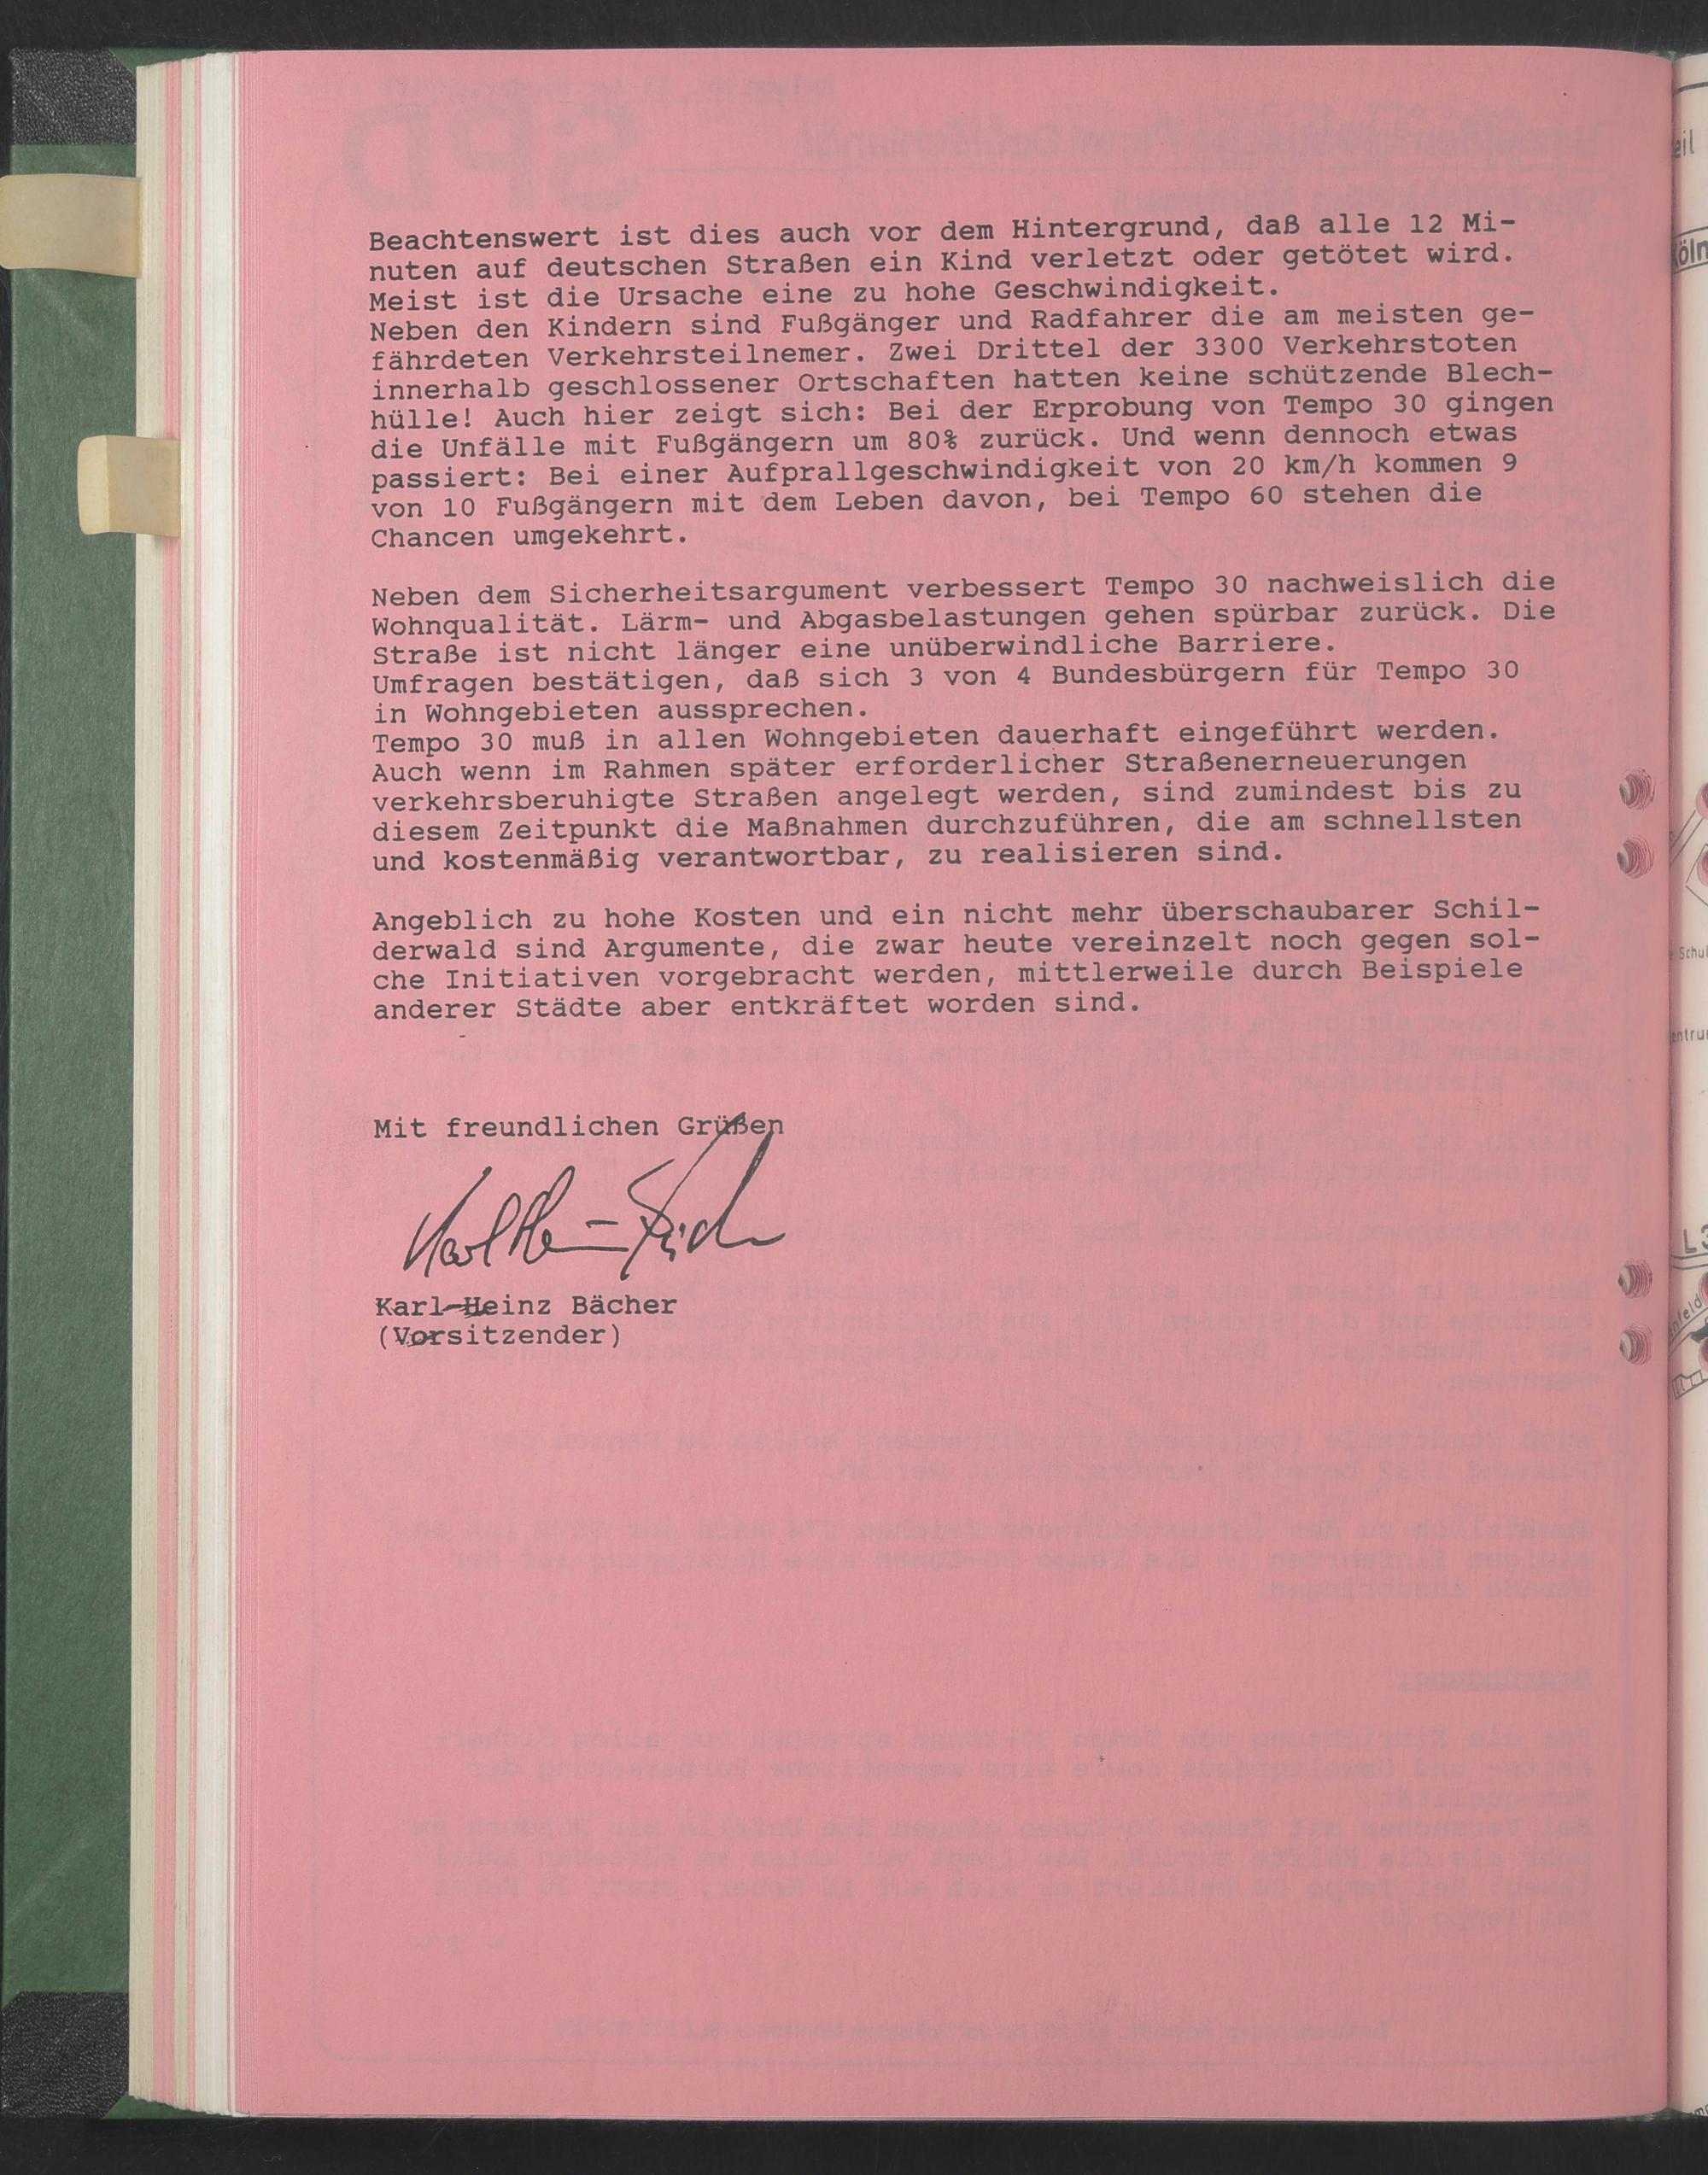 Beachtenswert ist dies auch vor dem Hintergrund, daß alle 12 Mi-
nuten auf deutschen Straßen ein Kind verletzt oder getötet wird.
Meist ist die Ursache eine zu hohe Geschwindigkeit.
Neben den Kindern sind Fußgänger und Radfahrer die am meisten ge-
fährdeten Verkehrsteilnemer. Zwei Drittel der 3300 Verkehrstoten
innerhalb geschlossener Ortschaften hatten keine schützende Blech-
hülle! Auch hier zeigt sich: Bei der Erprobung von Tempo 30 gingen
die Unfälle mit Fußgängern um 80% zurück. Und wenn dennoch etwas
passiert: Bei einer Aufprallgeschwindigkeit von 20 km/h kommen 9
von 10 Fußgängern mit dem Leben davon, bei Tempo 60 stehen die
Chancen umgekehrt.
Neben dem Sicherheitsargument verbessert Tempo 30 nachweislich die
Wohnqualität. Lärm- und Abgasbelastungen gehen spürbar zurück. Die
Straße ist nicht länger eine unüberwindliche Barriere.
Umfragen bestätigen, daß sich 3 von 4 Bundesbürgern für Tempo 30
in Wohngebieten aussprechen.
Tempo 30 muß in allen Wohngebieten dauerhaft eingeführt werden.
Auch wenn im Rahmen später erforderlicher Straßenerneuerungen
verkehrsberuhigte Straßen angelegt werden, sind zumindest bis zu
diesem Zeitpunkt die Maßnahmen durchzuführen, die am schnellsten
und kostenmäßig verantwortbar, zu realisieren sind.
Angeblich zu hohe Kosten und ein nicht mehr überschaubarer Schil-
derwald sind Argumente, die zwar heute vereinzelt noch gegen sol-
che Initiativen vorgebracht werden, mittlerweile durch Beispiele
anderer Städte aber entkräftet worden sind.
Mit freundlichen Grüßen
Karl-Heinz Bächer
(Vorsitzender)